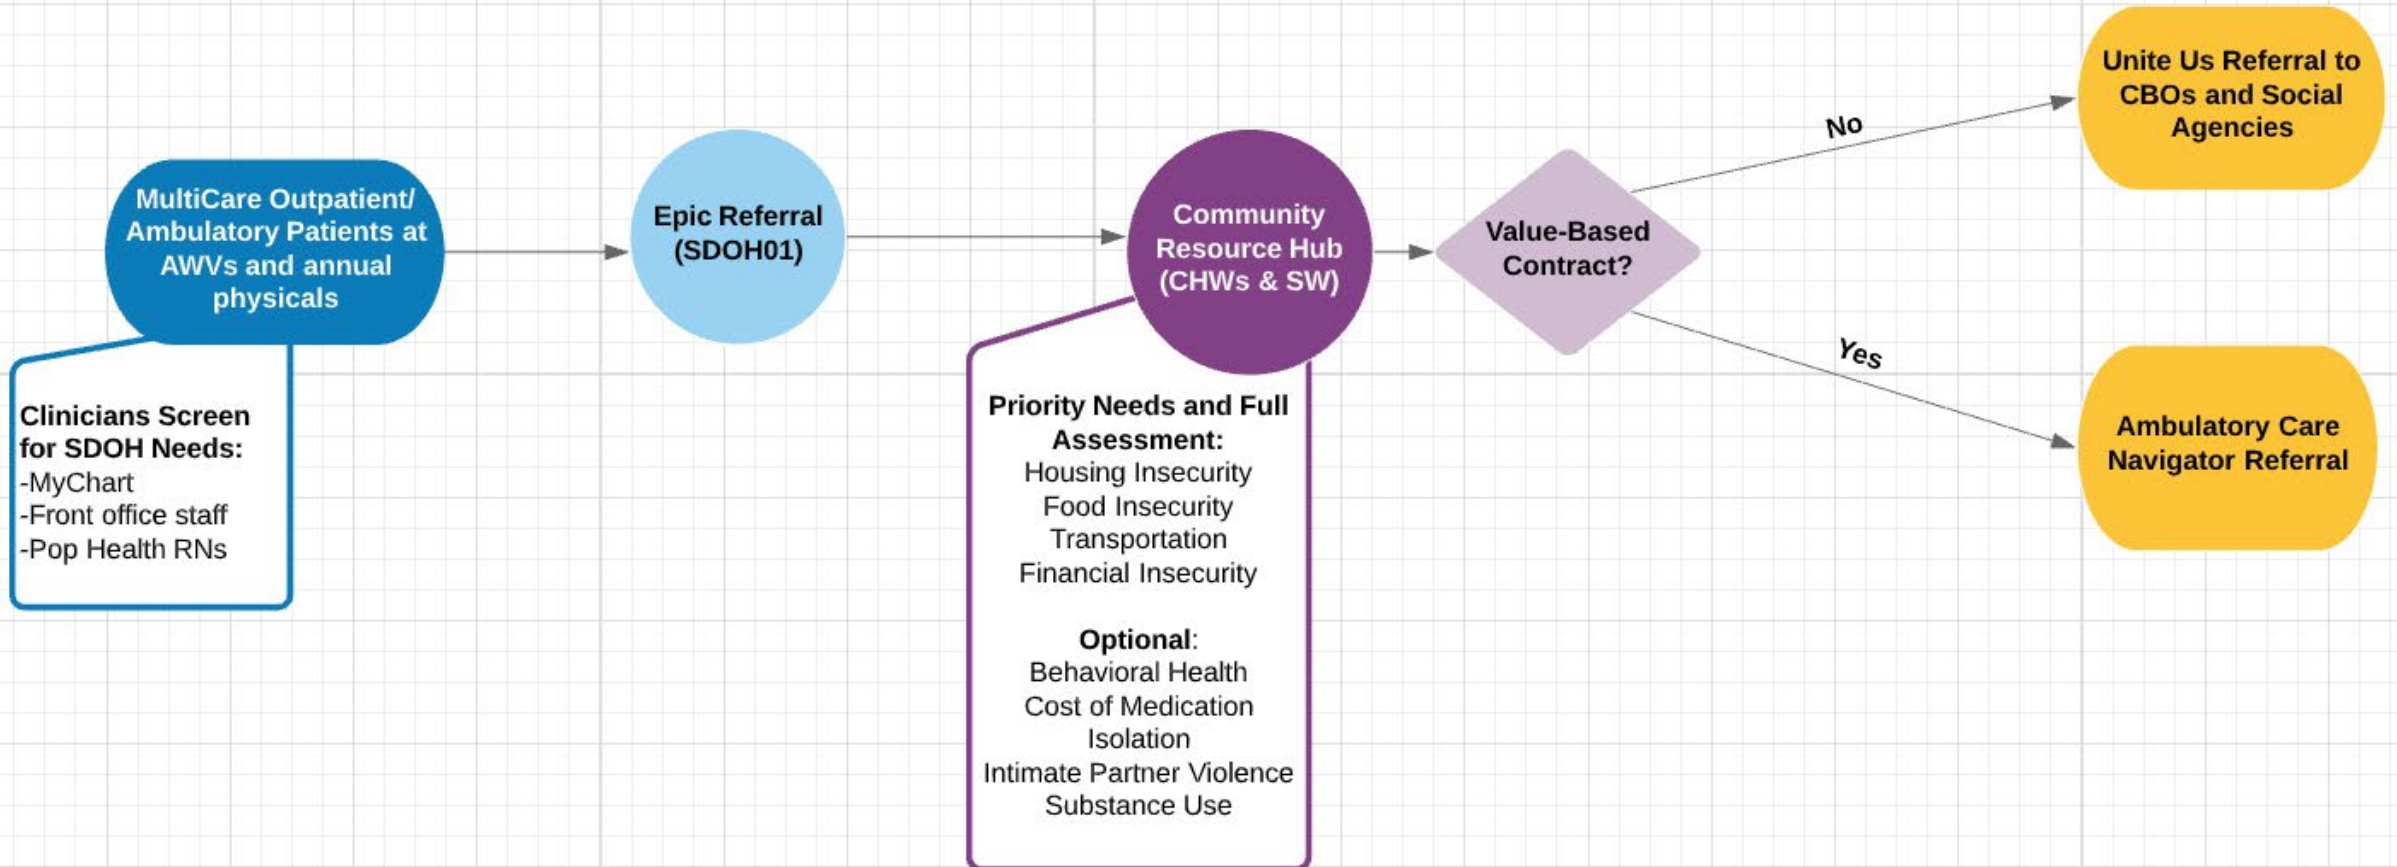 MultiCare Outpatient/
Ambulatory Patients at
AWVs and annual
physicals
Clinicians Screen
for SDOH Needs:
-MyChart
-Front office staff
-Pop Health RNs
Epic Referral
(SDOH01)
Community
Resource Hub
(CHWs & SW)
Priority Needs and Full
Assessment:
Housing Insecurity
Food Insecurity
Transportation
Financial Insecurity
Optional:
Behavioral Health
Cost of Medication
Isolation
Intimate Partner Violence
Substance Use
Value-Based
Contract?
No
Unite Us Referral to
CBOs and Social
Agencies
Yes
Ambulatory Care
Navigator Referral